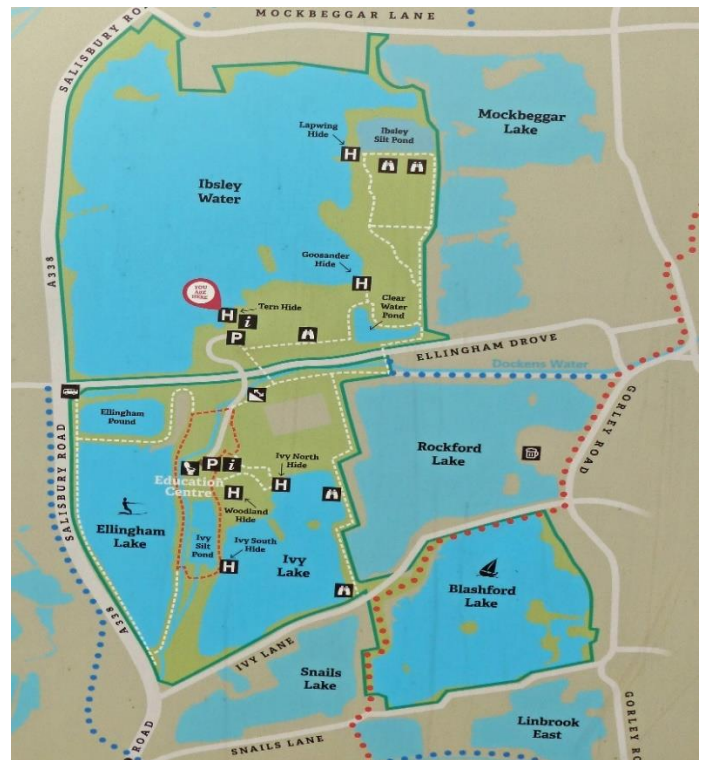 MOCKBEGGAR LANE
SALISBURY RO
Mockbeggar
Lake
Lapwing
Hide
Ibsley
Silt Pond
H
Ibsley
Water
A338
Goosander
Hide
H
YOU
ARE
HERE
Tern Hide
H
i
P
Clear
Water
Pond
ELLINGHAM DROVE
Dockens Water
GORLEY ROAD
Ellingham
Pound
SALISBURY ROAD
Ivy North
Hide
H
P
i
Education
Centre
H
Woodland
Hide
Rockford
Lake
Ellingham
Lake
Ivy
Silt
Pond
Ivy South
Hide
H
Ivy
Lake
Blashford
Lake
A338
IVY LANE
Snails
Lake
Linbrook
East
GORLEY RO
ROAD
SNAILS LANE